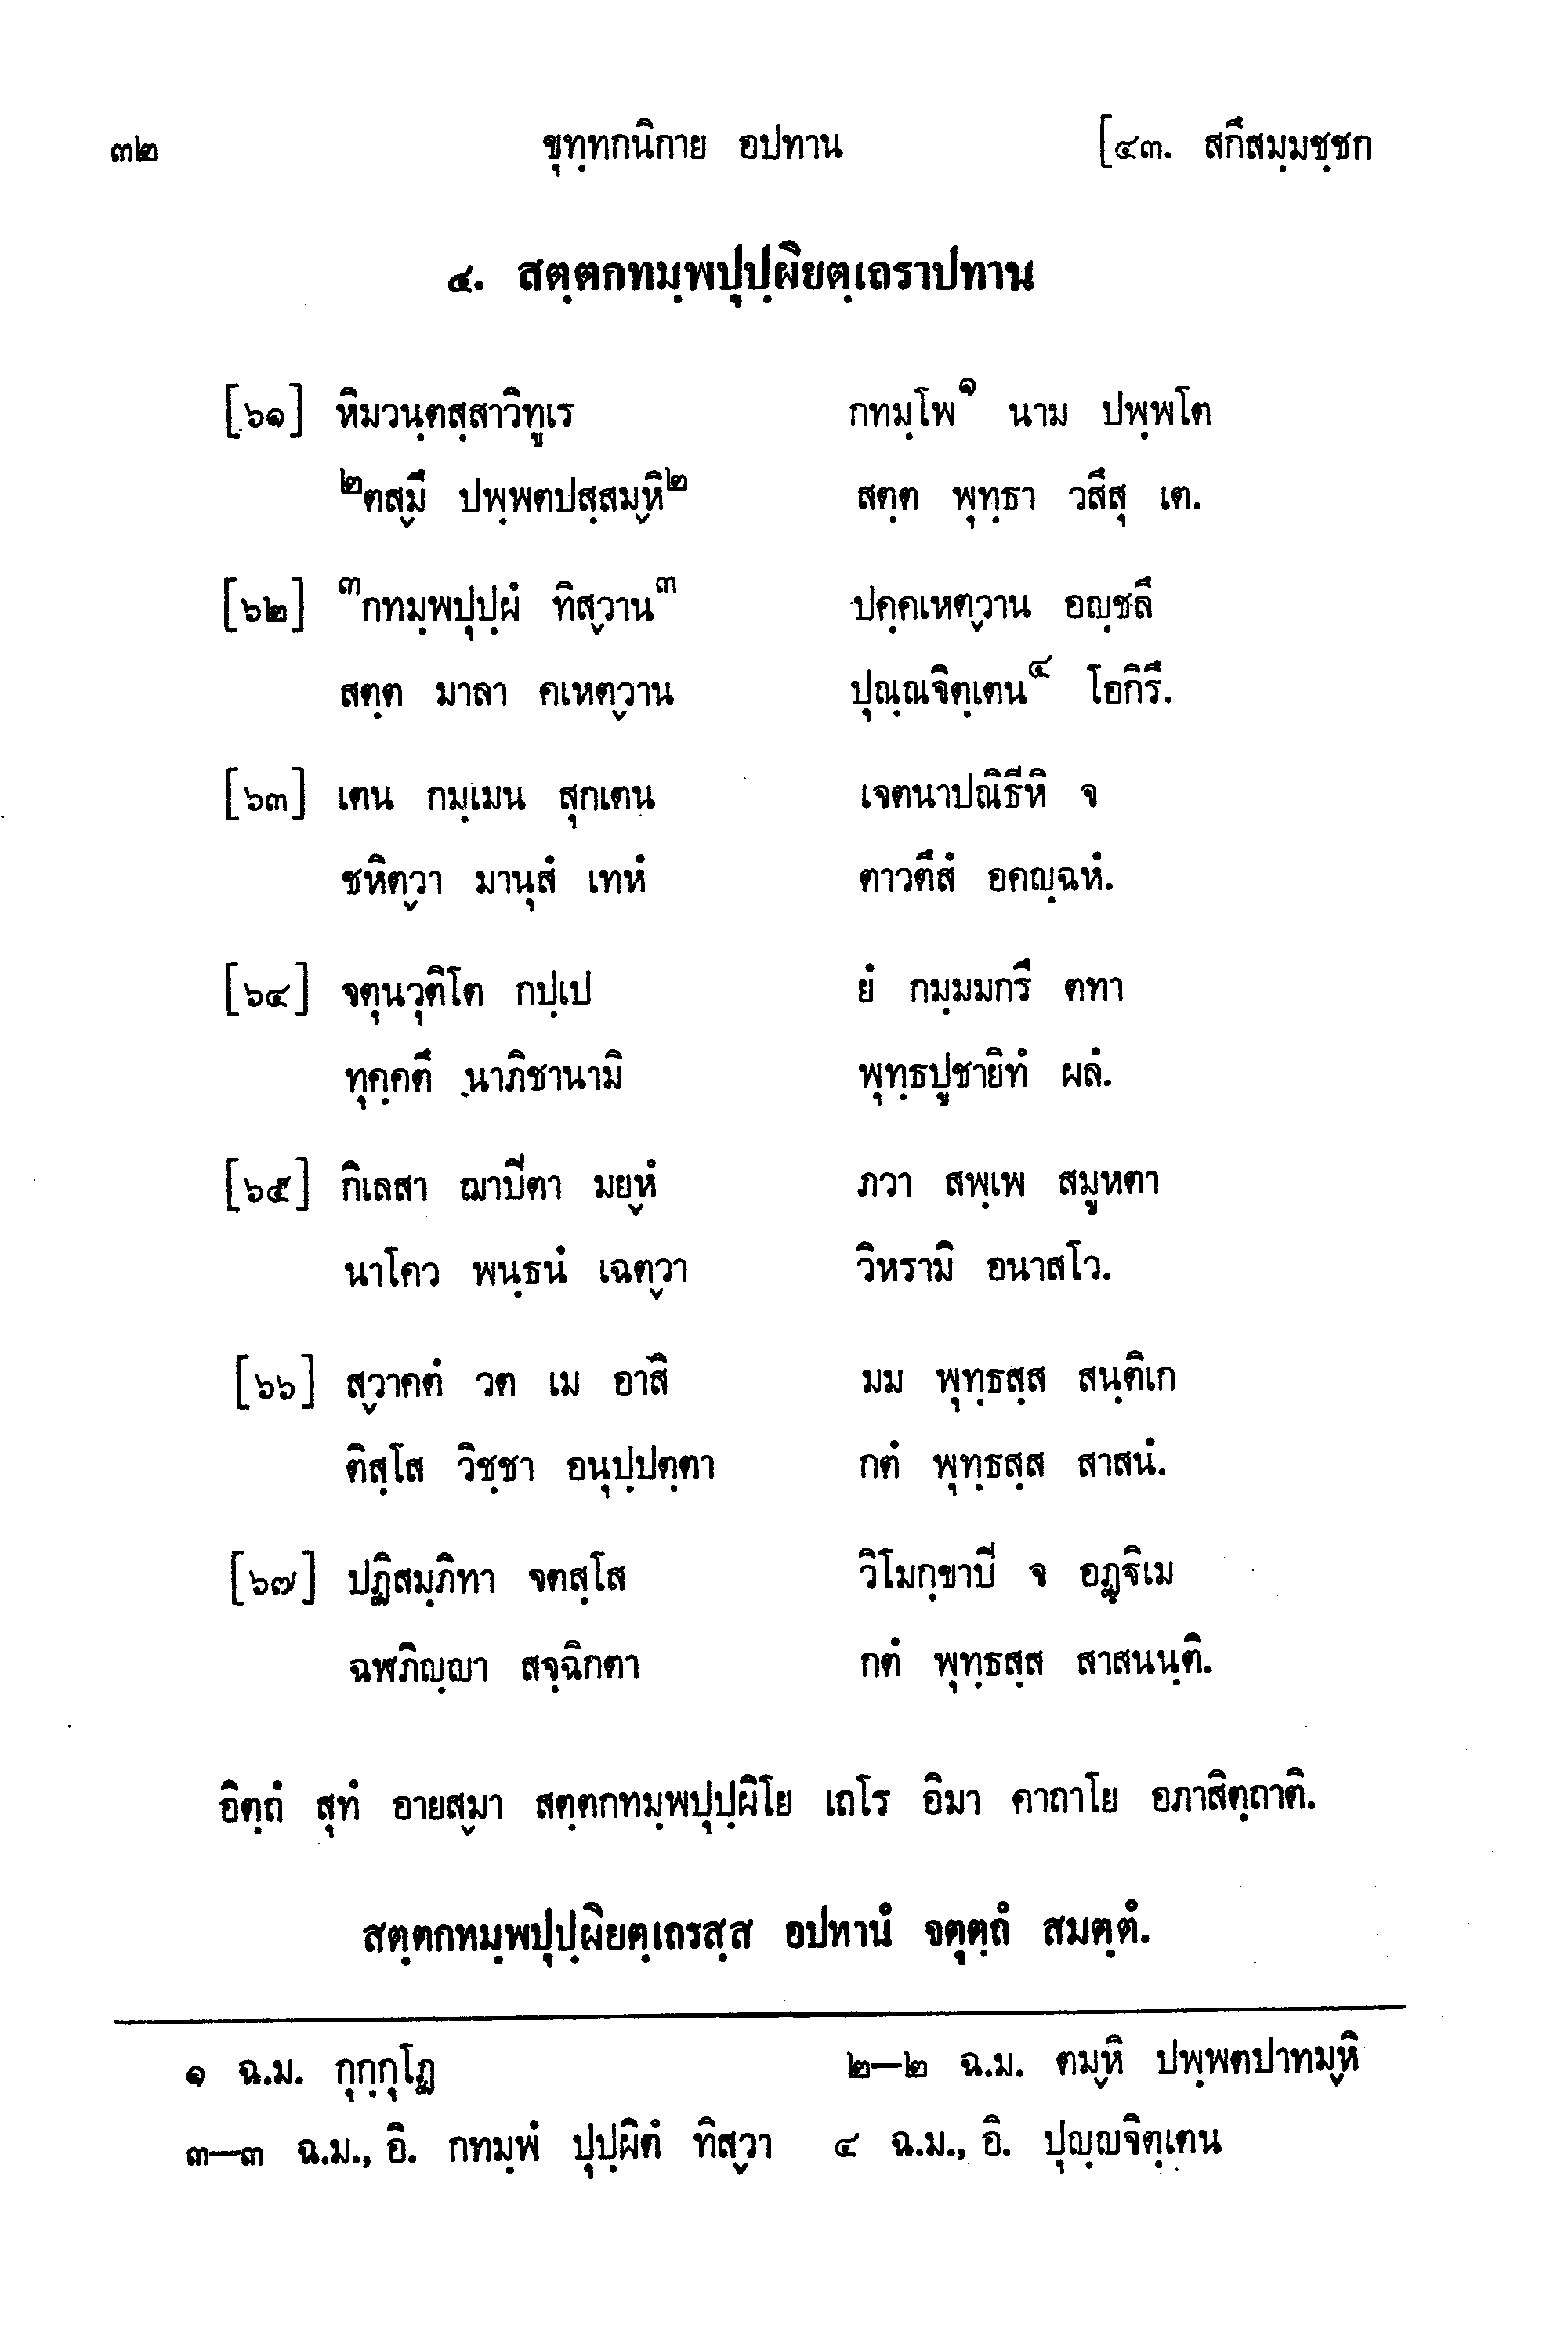 ๓๒ ขุทฺทกนิกาย อปทาน [๔๓. สกึสมฺมชฺชก
๔. สตฺตกทมฺพปุปฺผิยตฺเถราปทาน
[๖๑] หิมวนฺตสฺสาวิทูเร กทมฺโพ๑ นาม ปพฺพโต
๒ตสฺมึ ปพฺพตปสฺสมฺหิ๒ สตฺต พุทฺธา วสึสุ เต.
[๖๒] ๓กทมฺพปุปฺผํ ทิสฺวาน๓ ปคฺคเหตฺวาน อญฺชลึ
สตฺต มาลา คเหตฺวาน ปุณฺณจิตฺเตน๔ โอกิรึ.
[๖๓] เตน กมฺเมน สุกเตน เจตนาปณิธีหิ จ
ชหิตฺวา มานุสํ เทหํ ตาวตึสํ อคญฺฉหํ.
[๖๔] จตุนวุติโต กปฺเป ยํ กมฺมมกรึ ตทา
ทุคฺคตึ นาภิชานามิ พุทฺธปูชายิทํ ผลํ.
[๖๕] กิเลสา ฌาปีตา มยฺหํ ภวา สพฺเพ สมูหตา
นาโคว พนฺธนํ เฉตฺวา วิหรามิ อนาสโว.
[๖๖] สฺวาคตํ วต เม อาสิ มม พุทฺธสฺส สนฺติเก
ติสฺโส วิชฺชา อนุปฺปตฺตา กตํ พุทฺธสฺส สาสนํ.
[๖๗] ปฏิสมฺภิทา จตสฺโส วิโมกฺขาปี จ อฏฺฐิเม
ฉฬภิญฺญา สจฺฉิกตา กตํ พุทฺธสฺส สาสนนฺติ.
อิตฺถํ สุทํ อายสฺมา สตฺตกทมฺพปุปฺผิโย เถโร อิมา คาถาโย อภาสิตฺถาติ.
สตฺตกทมฺพปุปฺผิยตฺเถรสฺส อปทานํ จตุตฺถํ สมตฺตํ.
๑ ฉ.ม. กุกฺกุโฏ ๒—๒ ฉ.ม. ตมฺหิ ปพฺพตปาทมฺหิ
๓—๓ ฉ.ม., อิ. กทมฺพํ ปุปฺผิตํ ทิสฺวา ๔ ฉ.ม., อิ. ปุญฺญจิตฺเตน